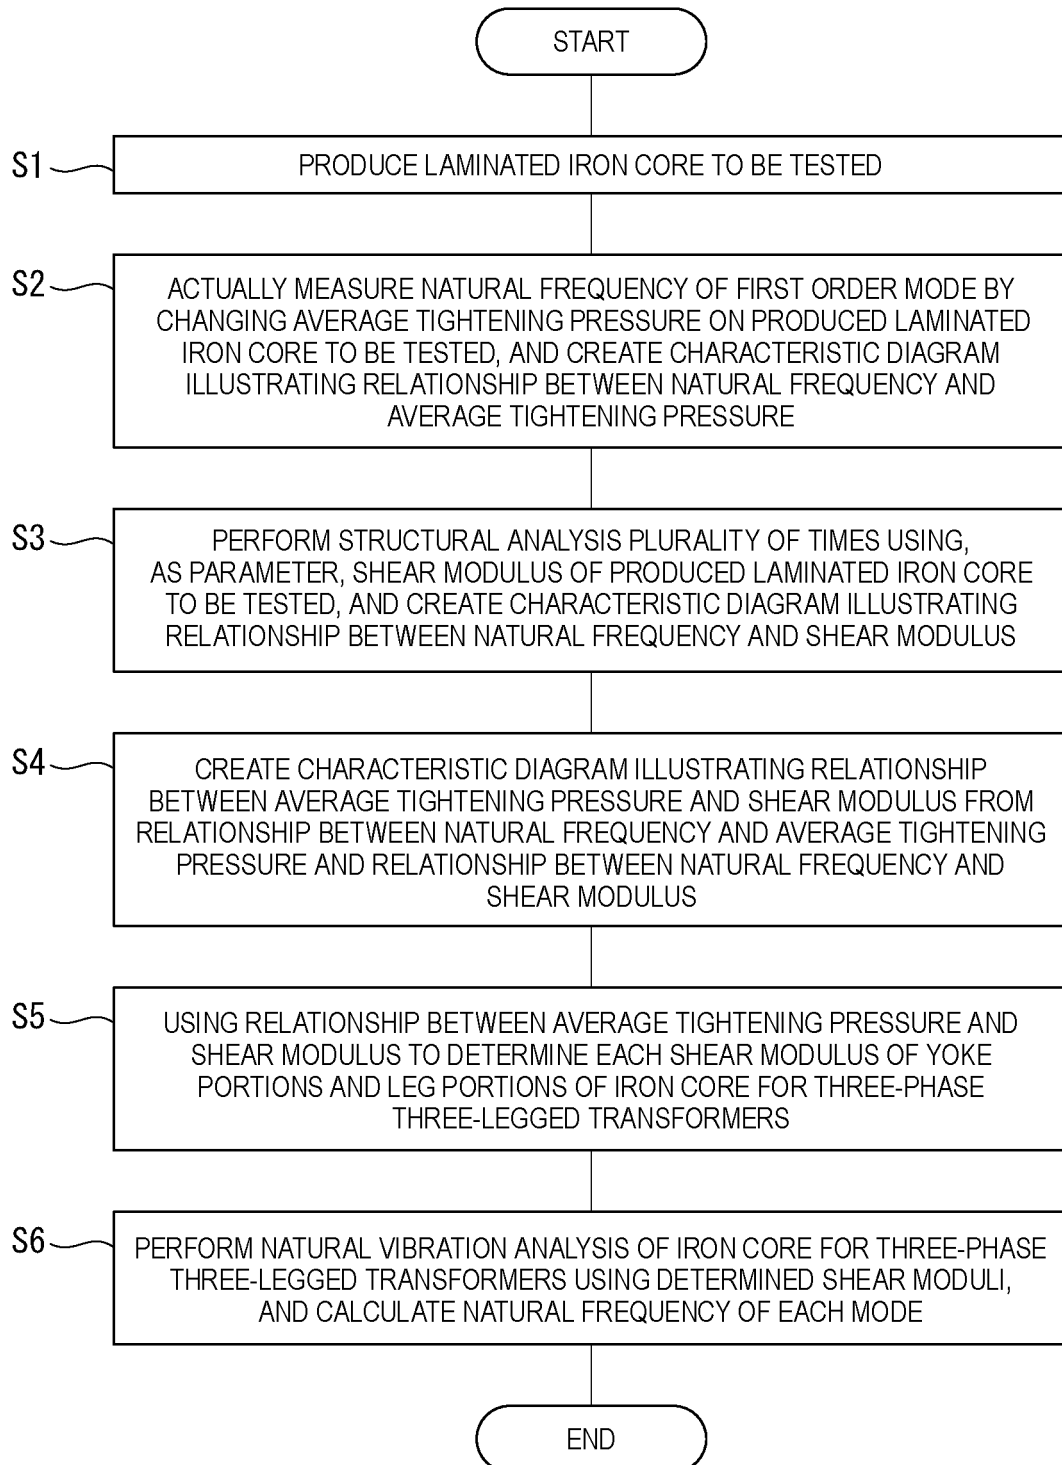 START
S1
PRODUCE LAMINATED IRON CORE TO BE TESTED
S2
ACTUALLY MEASURE NATURAL FREQUENCY OF FIRST ORDER MODE BY
CHANGING AVERAGE TIGHTENING PRESSURE ON PRODUCED LAMINATED
IRON CORE TO BE TESTED, AND CREATE CHARACTERISTIC DIAGRAM
ILLUSTRATING RELATIONSHIP BETWEEN NATURAL FREQUENCY AND
AVERAGE TIGHTENING PRESSURE
S3
PERFORM STRUCTURAL ANALYSIS PLURALITY OF TIMES USING,
AS PARAMETER, SHEAR MODULUS OF PRODUCED LAMINATED IRON CORE
TO BE TESTED, AND CREATE CHARACTERISTIC DIAGRAM ILLUSTRATING
RELATIONSHIP BETWEEN NATURAL FREQUENCY AND SHEAR MODULUS
S4
CREATE CHARACTERISTIC DIAGRAM ILLUSTRATING RELATIONSHIP
BETWEEN AVERAGE TIGHTENING PRESSURE AND SHEAR MODULUS FROM
RELATIONSHIP BETWEEN NATURAL FREQUENCY AND AVERAGE TIGHTENING
PRESSURE AND RELATIONSHIP BETWEEN NATURAL FREQUENCY AND
SHEAR MODULUS
S5
USING RELATIONSHIP BETWEEN AVERAGE TIGHTENING PRESSURE AND
SHEAR MODULUS TO DETERMINE EACH SHEAR MODULUS OF YOKE
PORTIONS AND LEG PORTIONS OF IRON CORE FOR THREE-PHASE
THREE-LEGGED TRANSFORMERS
S6
PERFORM NATURAL VIBRATION ANALYSIS OF IRON CORE FOR THREE-PHASE
THREE-LEGGED TRANSFORMERS USING DETERMINED SHEAR MODULI,
AND CALCULATE NATURAL FREQUENCY OF EACH MODE
END